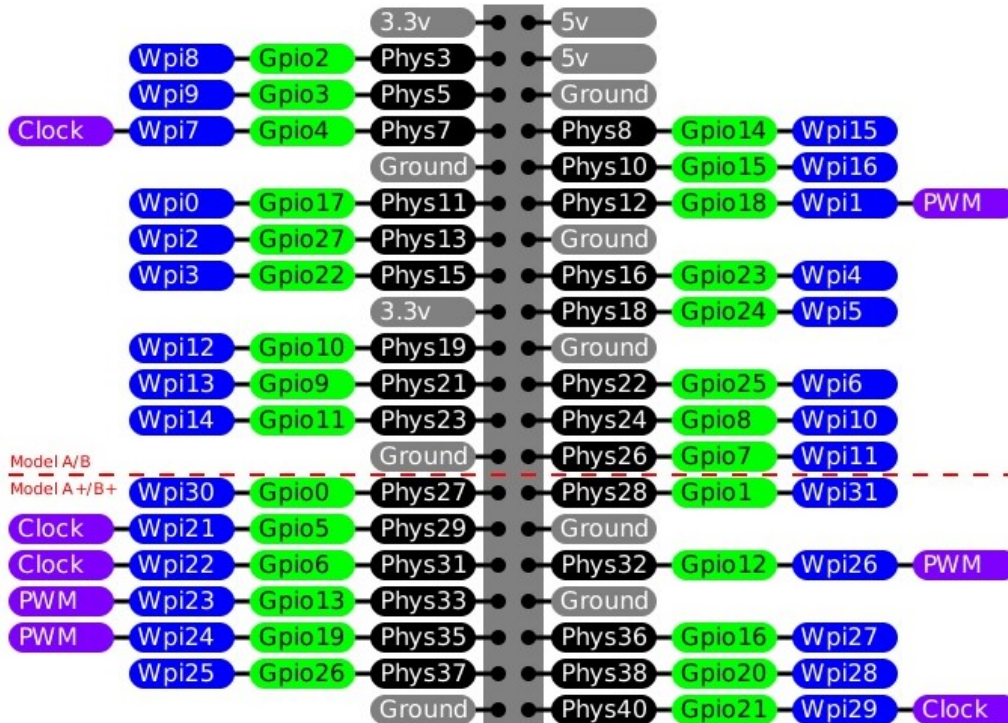 3.3v 5v
Wpi8 Gpio2 Phys3 5v
Wpi9 Gpio3 Phys5 Ground
Clock Wpi7 Gpio4 Phys7 Phys8 Gpio14 Wpi15
Ground Phys10 Gpio15 Wpi16
Wpi0 Gpio17 Phys11 Phys12 Gpio18 Wpi1 PWM
Wpi2 Gpio27 Phys13 Ground
Wpi3 Gpio22 Phys15 Phys16 Gpio23 Wpi4
3.3v Phys18 Gpio24 Wpi5
Wpi12 Gpio10 Phys19 Ground
Wpi13 Gpio9 Phys21 Phys22 Gpio25 Wpi6
Wpi14 Gpio11 Phys23 Phys24 Gpio8 Wpi10
Ground Phys26 Gpio7 Wpi11
Model A/B
Model A+/B+
Wpi30 Gpio0 Phys27 Phys28 Gpio1 Wpi31
Clock Wpi21 Gpio5 Phys29 Ground
Clock Wpi22 Gpio6 Phys31 Phys32 Gpio12 Wpi26 PWM
PWM Wpi23 Gpio13 Phys33 Ground
PWM Wpi24 Gpio19 Phys35 Phys36 Gpio16 Wpi27
Wpi25 Gpio26 Phys37 Phys38 Gpio20 Wpi28
Ground Phys40 Gpio21 Wpi29 Clock